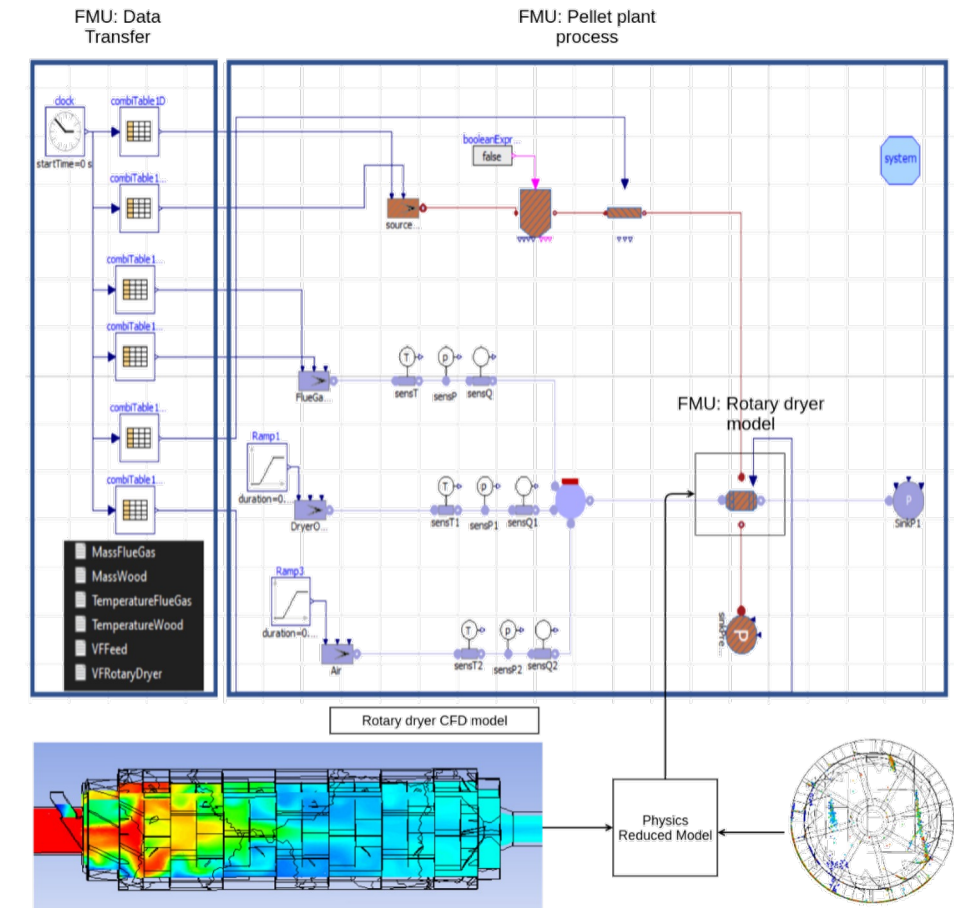 FMU: Data
Transfer
FMU: Pellet plant
process
clock
startTime=0 s
combiTable1D
combiTable1...
combiTable1...
combiTable1...
combiTable1...
combiTable1...
booleanExpr...
false
system
source...
FlueGa...
T
p
sensT
sensP
sensQ
FMU: Rotary dryer
model
Ramp1
duration=0....
DryerO...
T
p
sensT1
sensP1
sensQ1
P
SinkP1
Ramp3
duration=0....
Air
T
p
sensT2
sensP2
sensQ2
P
sinkPre...
MassFlueGas
MassWood
TemperatureFlueGas
TemperatureWood
VFFeed
VFRotaryDryer
Rotary dryer CFD model
Physics
Reduced Model